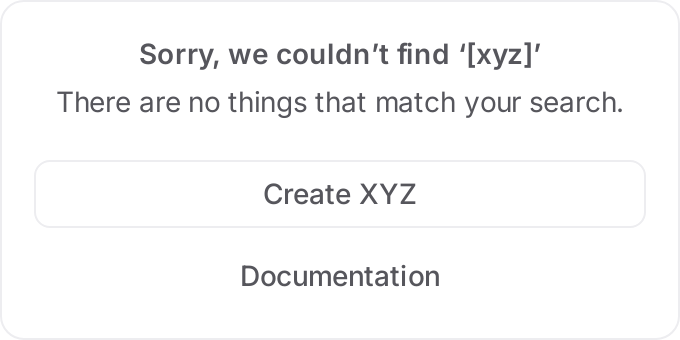 Sorry, we couldn’t find ‘[xyz]’
There are no things that match your search.
Create XYZ
Documentation